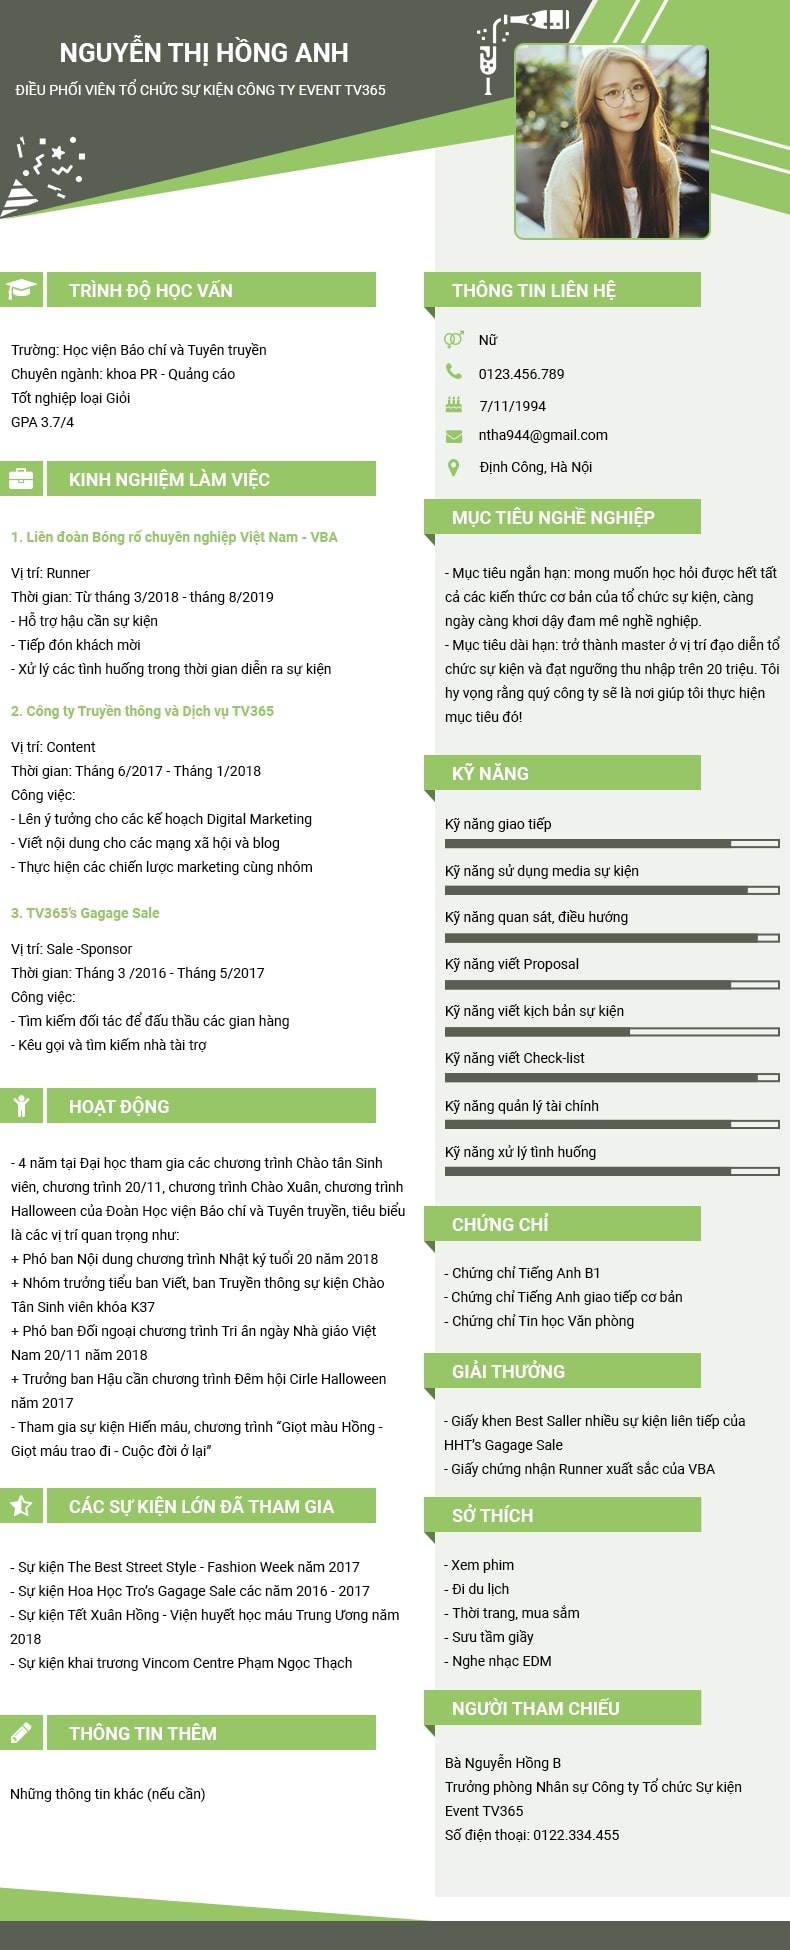 NGUYỄN THỊ HỒNG ANH
ĐIỀU PHỐI VIÊN TỔ CHỨC SỰ KIỆN CÔNG TY EVENT TV365
TRÌNH ĐỘ HỌC VẤN
Trường: Học viện Báo chí và Tuyên truyền
Chuyên ngành: khoa PR - Quảng cáo
Tốt nghiệp loại Giỏi
GPA 3.7/4
KINH NGHIỆM LÀM VIỆC
1. Liên đoàn Bóng rổ chuyên nghiệp Việt Nam - VBA
Vị trí: Runner
Thời gian: Từ tháng 3/2018 - tháng 8/2019
- Hỗ trợ hậu cần sự kiện
- Tiếp đón khách mời
- Xử lý các tình huống trong thời gian diễn ra sự kiện
2. Công ty Truyền thông và Dịch vụ TV365
Vị trí: Content
Thời gian: Tháng 6/2017 - Tháng 1/2018
Công việc:
- Lên ý tưởng cho các kế hoạch Digital Marketing
- Viết nội dung cho các mạng xã hội và blog
- Thực hiện các chiến lược marketing cùng nhóm
3. TV365’s Gagage Sale
Vị trí: Sale -Sponsor
Thời gian: Tháng 3 /2016 - Tháng 5/2017
Công việc:
- Tìm kiếm đối tác để đấu thầu các gian hàng
- Kêu gọi và tìm kiếm nhà tài trợ
HOẠT ĐỘNG
- 4 năm tại Đại học tham gia các chương trình Chào tân Sinh
viên, chương trình 20/11, chương trình Chào Xuân, chương trình
Halloween của Đoàn Học viện Báo chí và Tuyên truyền, tiêu biểu
là các vị trí quan trọng như:
+ Phó ban Nội dung chương trình Nhật ký tuổi 20 năm 2018
+ Nhóm trưởng tiểu ban Viết, ban Truyền thông sự kiện Chào
Tân Sinh viên khóa K37
+ Phó ban Đối ngoại chương trình Tri ân ngày Nhà giáo Việt
Nam 20/11 năm 2018
+ Trưởng ban Hậu cần chương trình Đêm hội Cirle Halloween
năm 2017
- Tham gia sự kiện Hiến máu, chương trình “Giọt màu Hồng -
Giọt máu trao đi - Cuộc đời ở lại”
CÁC SỰ KIỆN LỚN ĐÃ THAM GIA
- Sự kiện The Best Street Style - Fashion Week năm 2017
- Sự kiện Hoa Học Tro’s Gagage Sale các năm 2016 - 2017
- Sự kiện Tết Xuân Hồng - Viện huyết học máu Trung Ương năm
2018
- Sự kiện khai trương Vincom Centre Phạm Ngọc Thạch
THÔNG TIN THÊM
Những thông tin khác (nếu cần)
THÔNG TIN LIÊN HỆ
Nữ
0123.456.789
7/11/1994
ntha944@gmail.com
Định Công, Hà Nội
MỤC TIÊU NGHỀ NGHIỆP
- Mục tiêu ngắn hạn: mong muốn học hỏi được hết tất
cả các kiến thức cơ bản của tổ chức sự kiện, càng
ngày càng khơi dậy đam mê nghề nghiệp.
- Mục tiêu dài hạn: trở thành master ở vị trí đạo diễn tổ
chức sự kiện và đạt ngưỡng thu nhập trên 20 triệu. Tôi
hy vọng rằng quý công ty sẽ là nơi giúp tôi thực hiện
mục tiêu đó!
KỸ NĂNG
Kỹ năng giao tiếp
Kỹ năng sử dụng media sự kiện
Kỹ năng quan sát, điều hướng
Kỹ năng viết Proposal
Kỹ năng viết kịch bản sự kiện
Kỹ năng viết Check-list
Kỹ năng quản lý tài chính
Kỹ năng xử lý tình huống
CHỨNG CHỈ
- Chứng chỉ Tiếng Anh B1
- Chứng chỉ Tiếng Anh giao tiếp cơ bản
- Chứng chỉ Tin học Văn phòng
GIẢI THƯỞNG
- Giấy khen Best Saller nhiều sự kiện liên tiếp của
HHT’s Gagage Sale
- Giấy chứng nhận Runner xuất sắc của VBA
SỞ THÍCH
- Xem phim
- Đi du lịch
- Thời trang, mua sắm
- Sưu tầm giầy
- Nghe nhạc EDM
NGƯỜI THAM CHIẾU
Bà Nguyễn Hồng B
Trưởng phòng Nhân sự Công ty Tổ chức Sự kiện
Event TV365
Số điện thoại: 0122.334.455